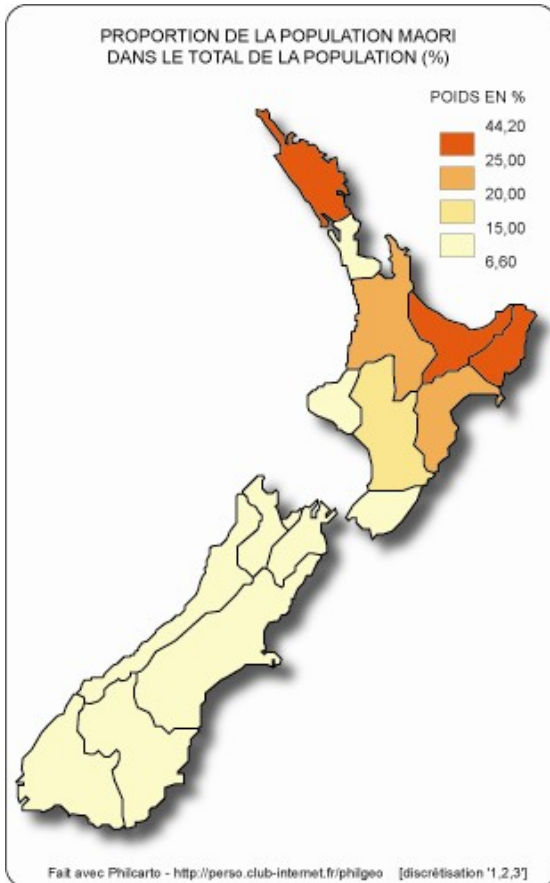 PROPORTION DE LA POPULATION MAORI
DANS LE TOTAL DE LA POPULATION (%)
POIDS EN %
44,20
25,00
20,00
15,00
6,60
Fait avec Philcarto - http://perso.club-internet.fr/philgeo [discrétisation '1,2,3']